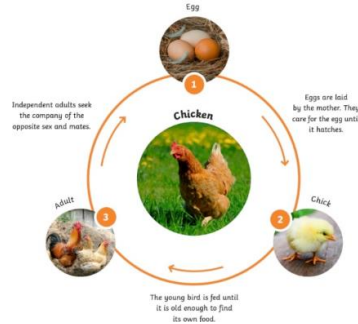 Egg
1
Eggs are laid
by the mother. They
care for the egg until
it hatches.
Chick
2
The young bird is fed until
it is old enough to find
its own food.
Adult
3
Independent adults seek
the company of the
opposite sex and mates.
Chicken